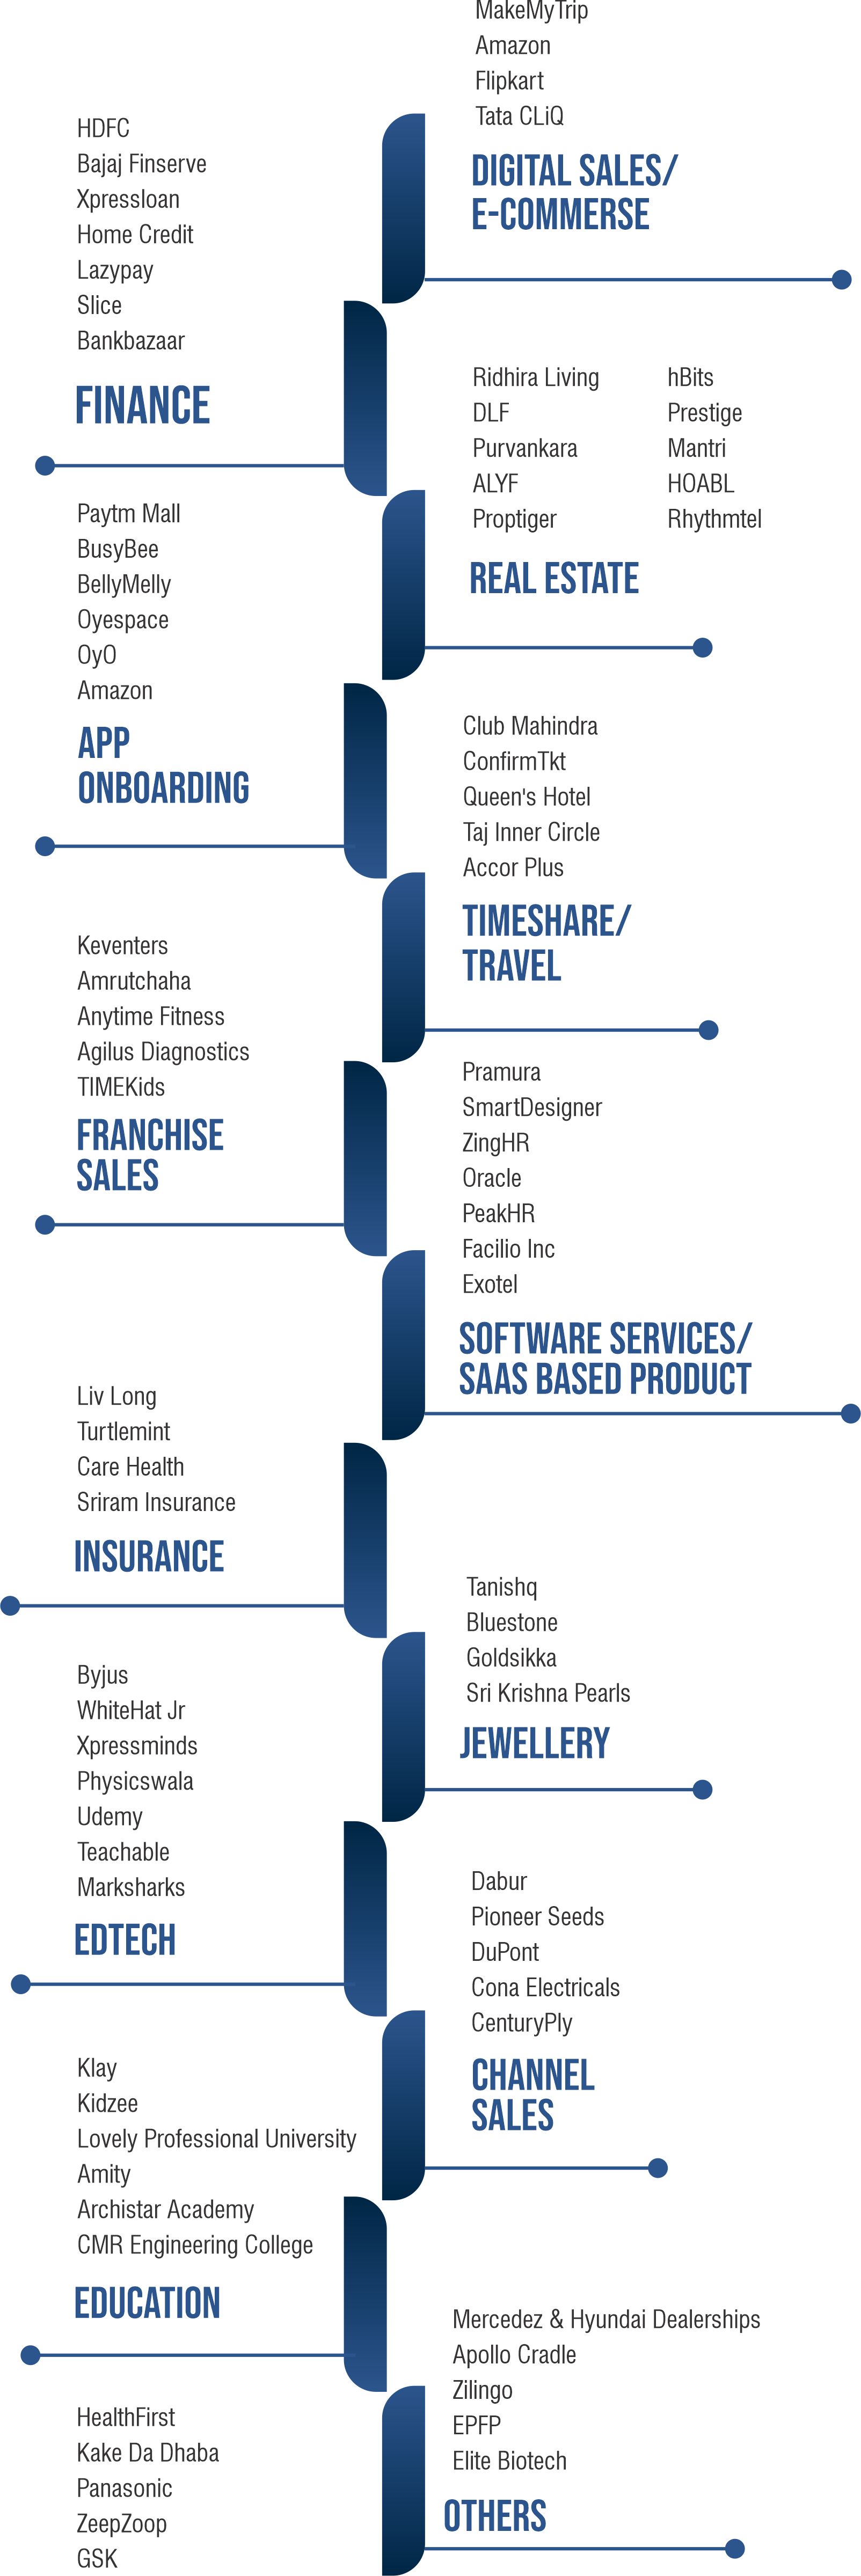 MakeMyTrip
Amazon
Flipkart
Tata CLiQ
DIGITAL SALES/
E-COMMERSE
HDFC
Bajaj Finserve
Xpressloan
Home Credit
Lazypay
Slice
Bankbazaar
FINANCE
Ridhira Living
DLF
Purvankara
ALYF
Proptiger
hBits
Prestige
Mantri
HOABL
Rhythmtel
REAL ESTATE
Paytm Mall
BusyBee
BellyMelly
Oyespace
OyO
Amazon
APP
ONBOARDING
Club Mahindra
ConfirmTkt
Queen's Hotel
Taj Inner Circle
Accor Plus
TIMESHARE/
TRAVEL
Keventers
Amrutchaha
Anytime Fitness
Agilus Diagnostics
TIMEKids
FRANCHISE
SALES
Pramura
SmartDesigner
ZingHR
Oracle
PeakHR
Facilio Inc
Exotel
SOFTWARE SERVICES/
SAAS BASED PRODUCT
Liv Long
Turtlemint
Care Health
Sriram Insurance
INSURANCE
Tanishq
Bluestone
Goldsikka
Sri Krishna Pearls
JEWELLERY
Byjus
WhiteHat Jr
Xpressminds
Physicswala
Udemy
Teachable
Marksharks
EDTECH
Dabur
Pioneer Seeds
DuPont
Cona Electricals
CenturyPly
CHANNEL
SALES
Klay
Kidzee
Lovely Professional University
Amity
Archistar Academy
CMR Engineering College
EDUCATION
Mercedez & Hyundai Dealerships
Apollo Cradle
Zilingo
EPFP
Elite Biotech
OTHERS
HealthFirst
Kake Da Dhaba
Panasonic
ZeepZoop
GSK